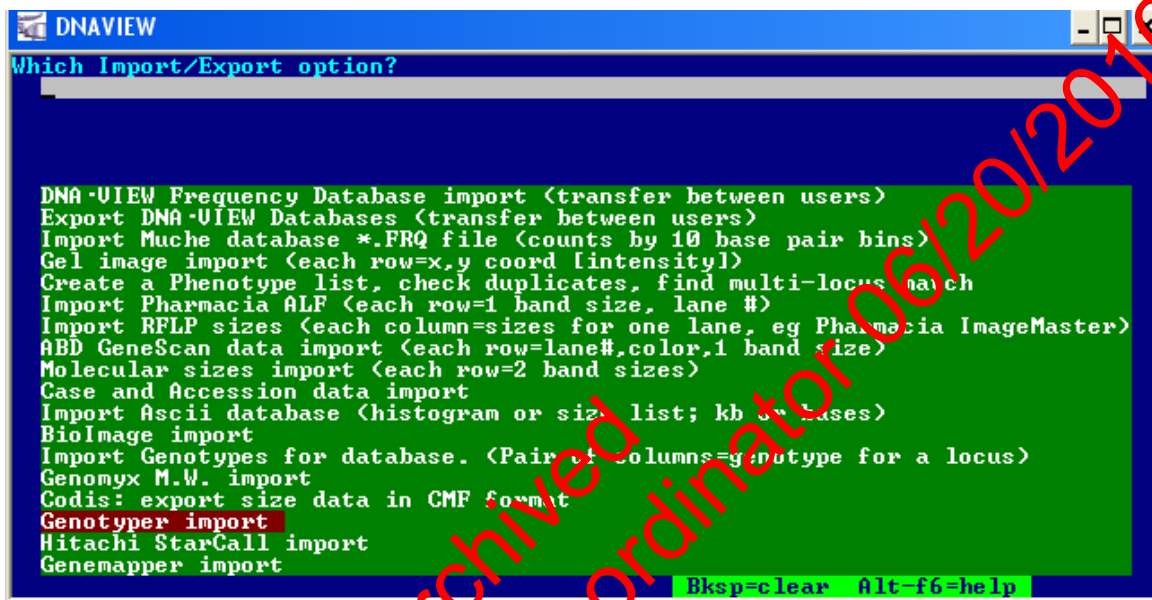 DNAVIEW
Which Import/Export option?
DNA·VIEW Frequency Database import (transfer between users)
Export DNA·VIEW Databases (transfer between users)
Import Muche database *.FRQ file (counts by 10 base pair bins)
Gel image import (each row=x,y coord [intensity])
Create a Phenotype list, check duplicates, find multi-locus match
Import Pharmacia ALF (each row=1 band size, lane #)
Import RFLP sizes (each column=sizes for one lane, eg Pharmacia ImageMaster)
ABD GeneScan data import (each row=lane#,color,1 band size)
Molecular sizes import (each row=2 band sizes)
Case and Accession data import
Import Ascii database (histogram or size list; kb or bases)
BioImage import
Import Genotypes for database. (Pair of columns=genotype for a locus)
Genomyx M.W. import
Codis: export size data in CMF format
Genotyper import
Hitachi StarCall import
Genemapper import
Bksp=clear Alt-f6=help
chived
ordinator 06/20/201